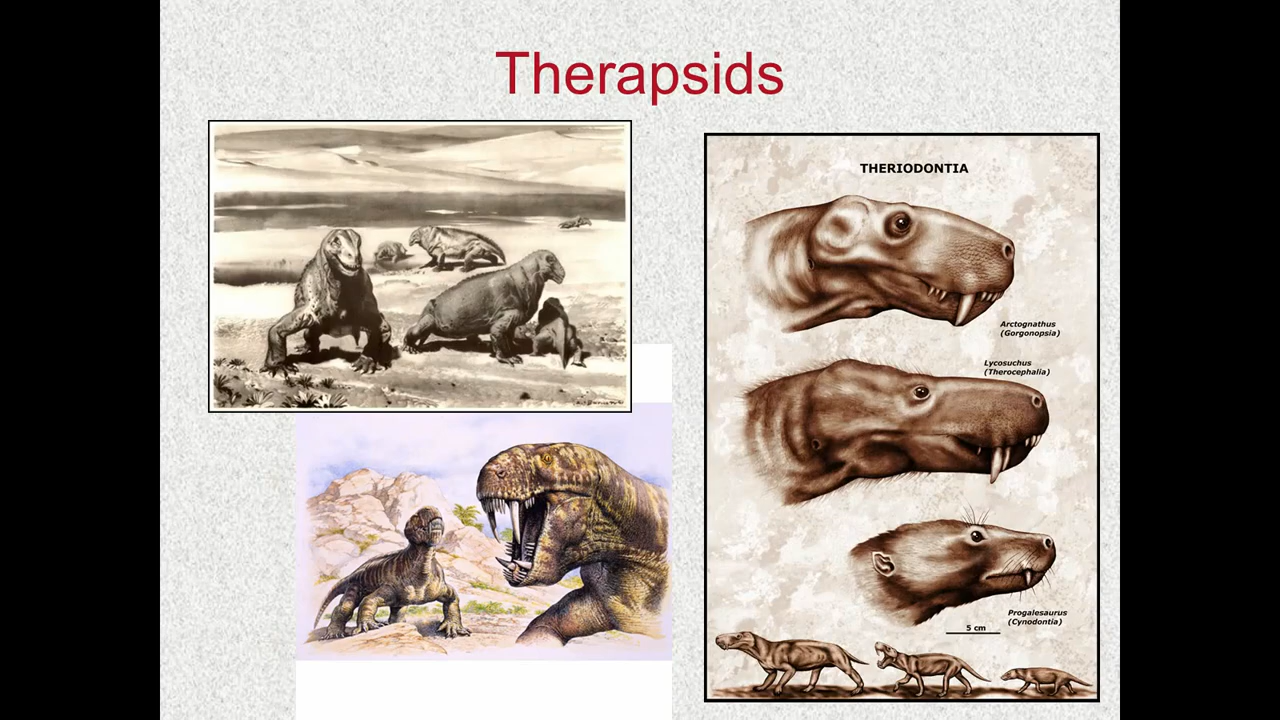 Therapsids
THERIODONTIA
Arctognathus
(Gorgonopsia)
Lycosuchus
(Therocephalia)
Progalesaurus
(Cynodontia)
5 cm